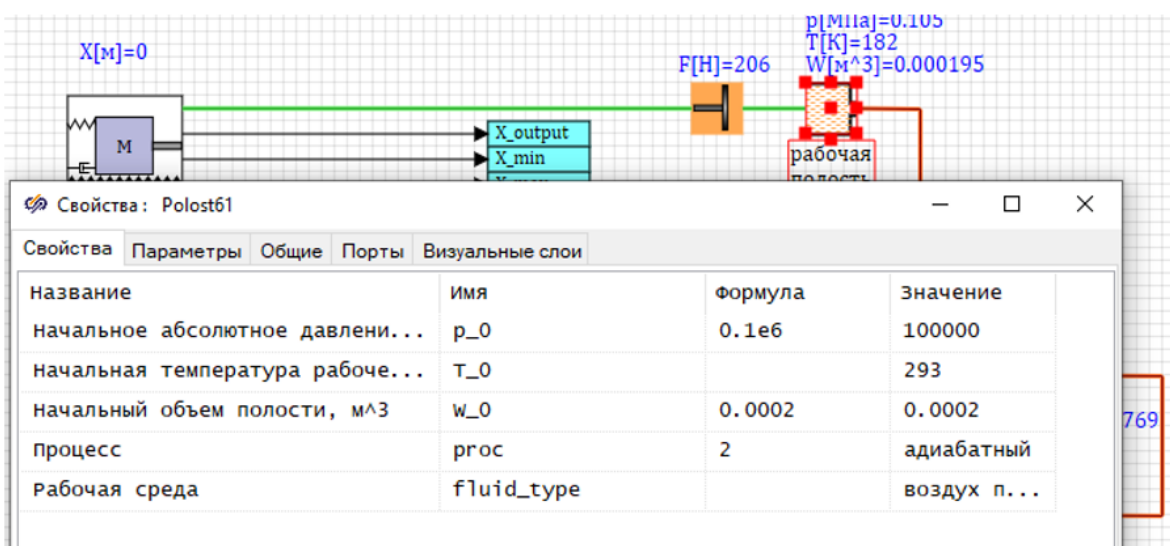 p[МПа]=0.105
X[м]=0
T[K]=182
F[Н]=206
W[м^3]=0.000195
X_output
M
X_min
рабочая
полость
Свойства: Polost61
Свойства Параметры Общие Порты Визуальные слои
Название Имя Формула Значение
Начальное абсолютное давлени... p_0 0.1e6 100000
Начальная температура рабоче... T_0 293
Начальный объем полости, м^3 W_0 0.0002 0.0002
769
Процесс proc 2 адиабатный
Рабочая среда fluid_type воздух п...